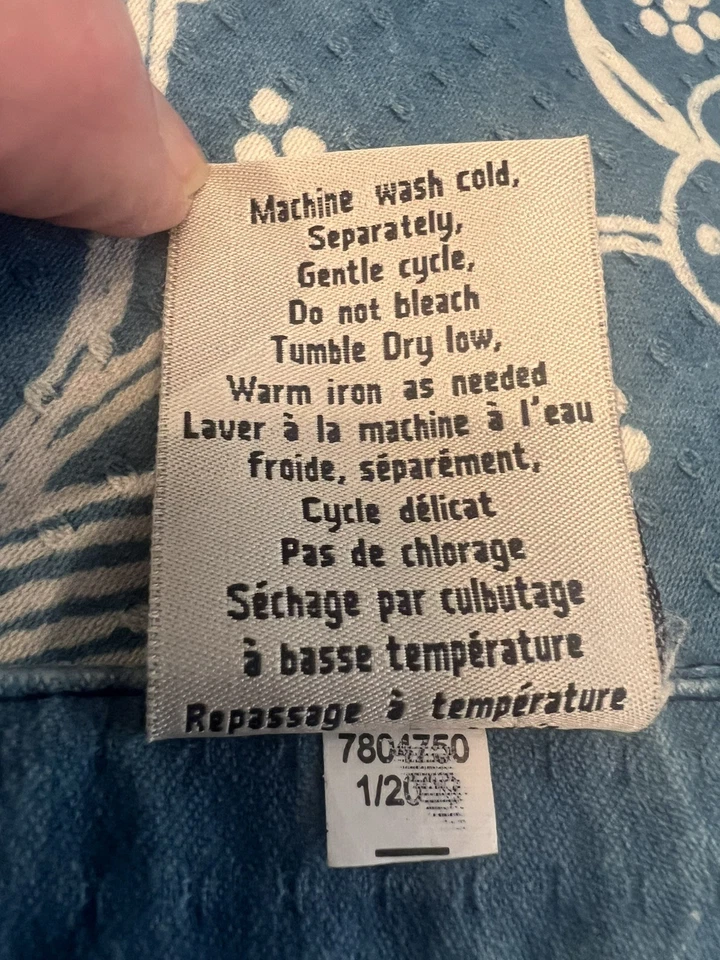 Machine wash cold,
Separately,
Gentle cycle,
Do not bleach
Tumble Dry low,
Warm iron as needed
Laver à la machine à l'eau
froide, séparément,
Cycle délicat
Pas de chlorage
Séchage par culbutage
à basse température
Repassage à température
7804750